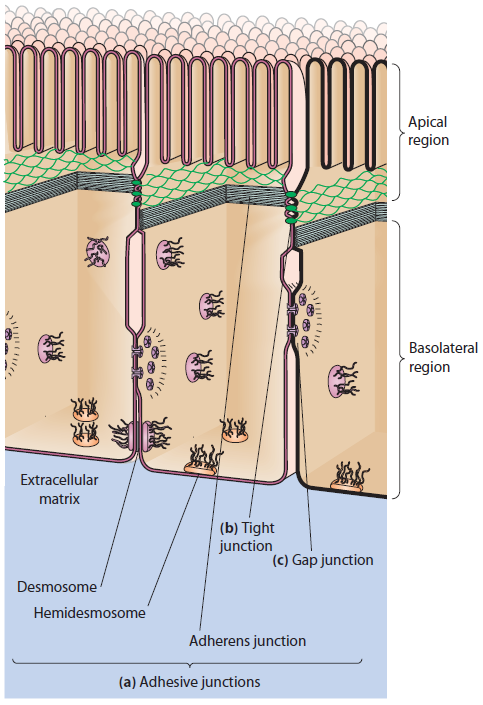 Apical
region
Basolateral
region
Extracellular
matrix
(b) Tight
junction
(c) Gap junction
Desmosome
Hemidesmosome
Adherens junction
(a) Adhesive junctions